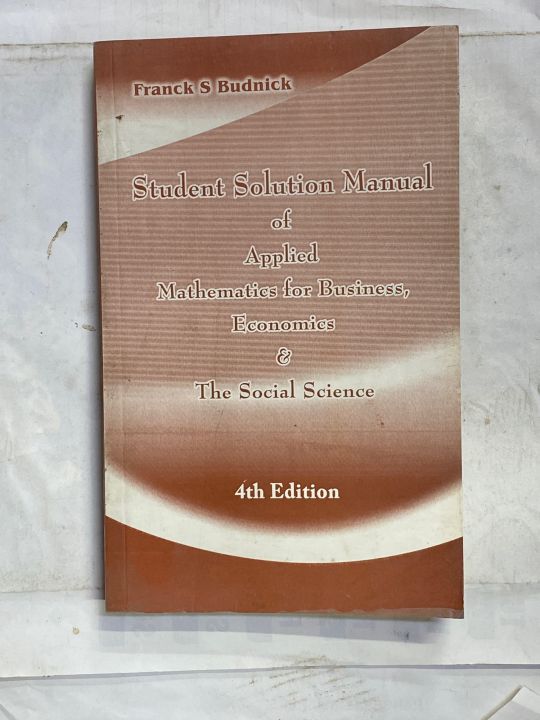 Franck S Budnick
Student Solution Manual
of
Applied
Mathematics for Business,
Economics
&
The Social Science
4th Edition